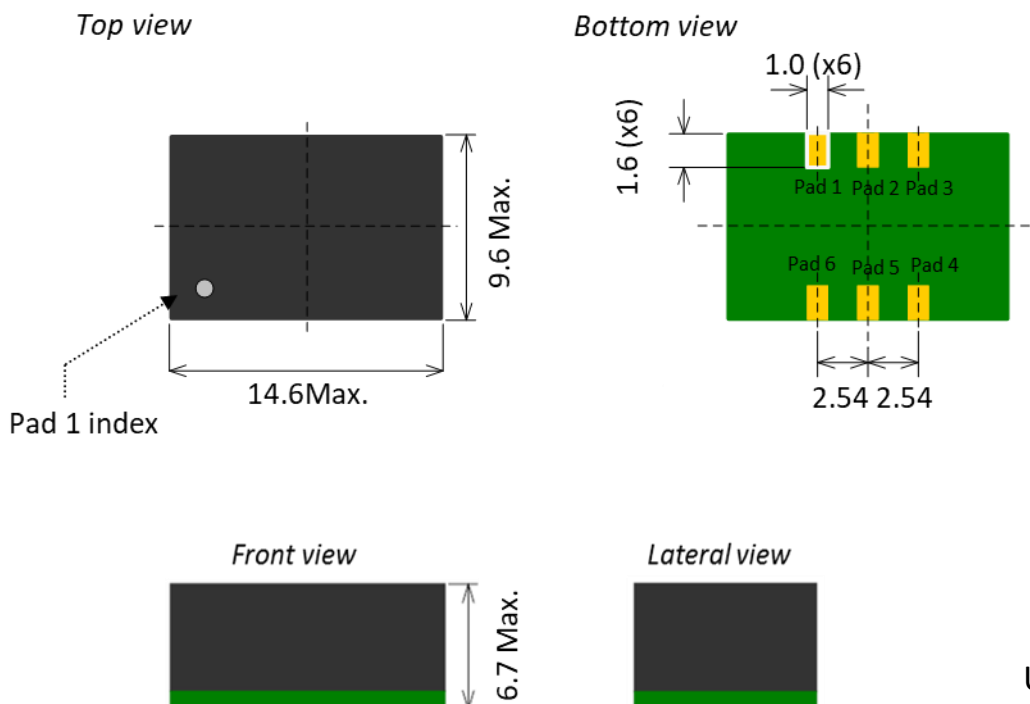 Top view
Bottom view
1.0 (x6)
1.6 (x6)
Pad 1 Pad 2 Pad 3
9.6 Max.
Pad 6 Pad 5 Pad 4
14.6Max.
2.54 2.54
Pad 1 index
Front view
Lateral view
6.7 Max.